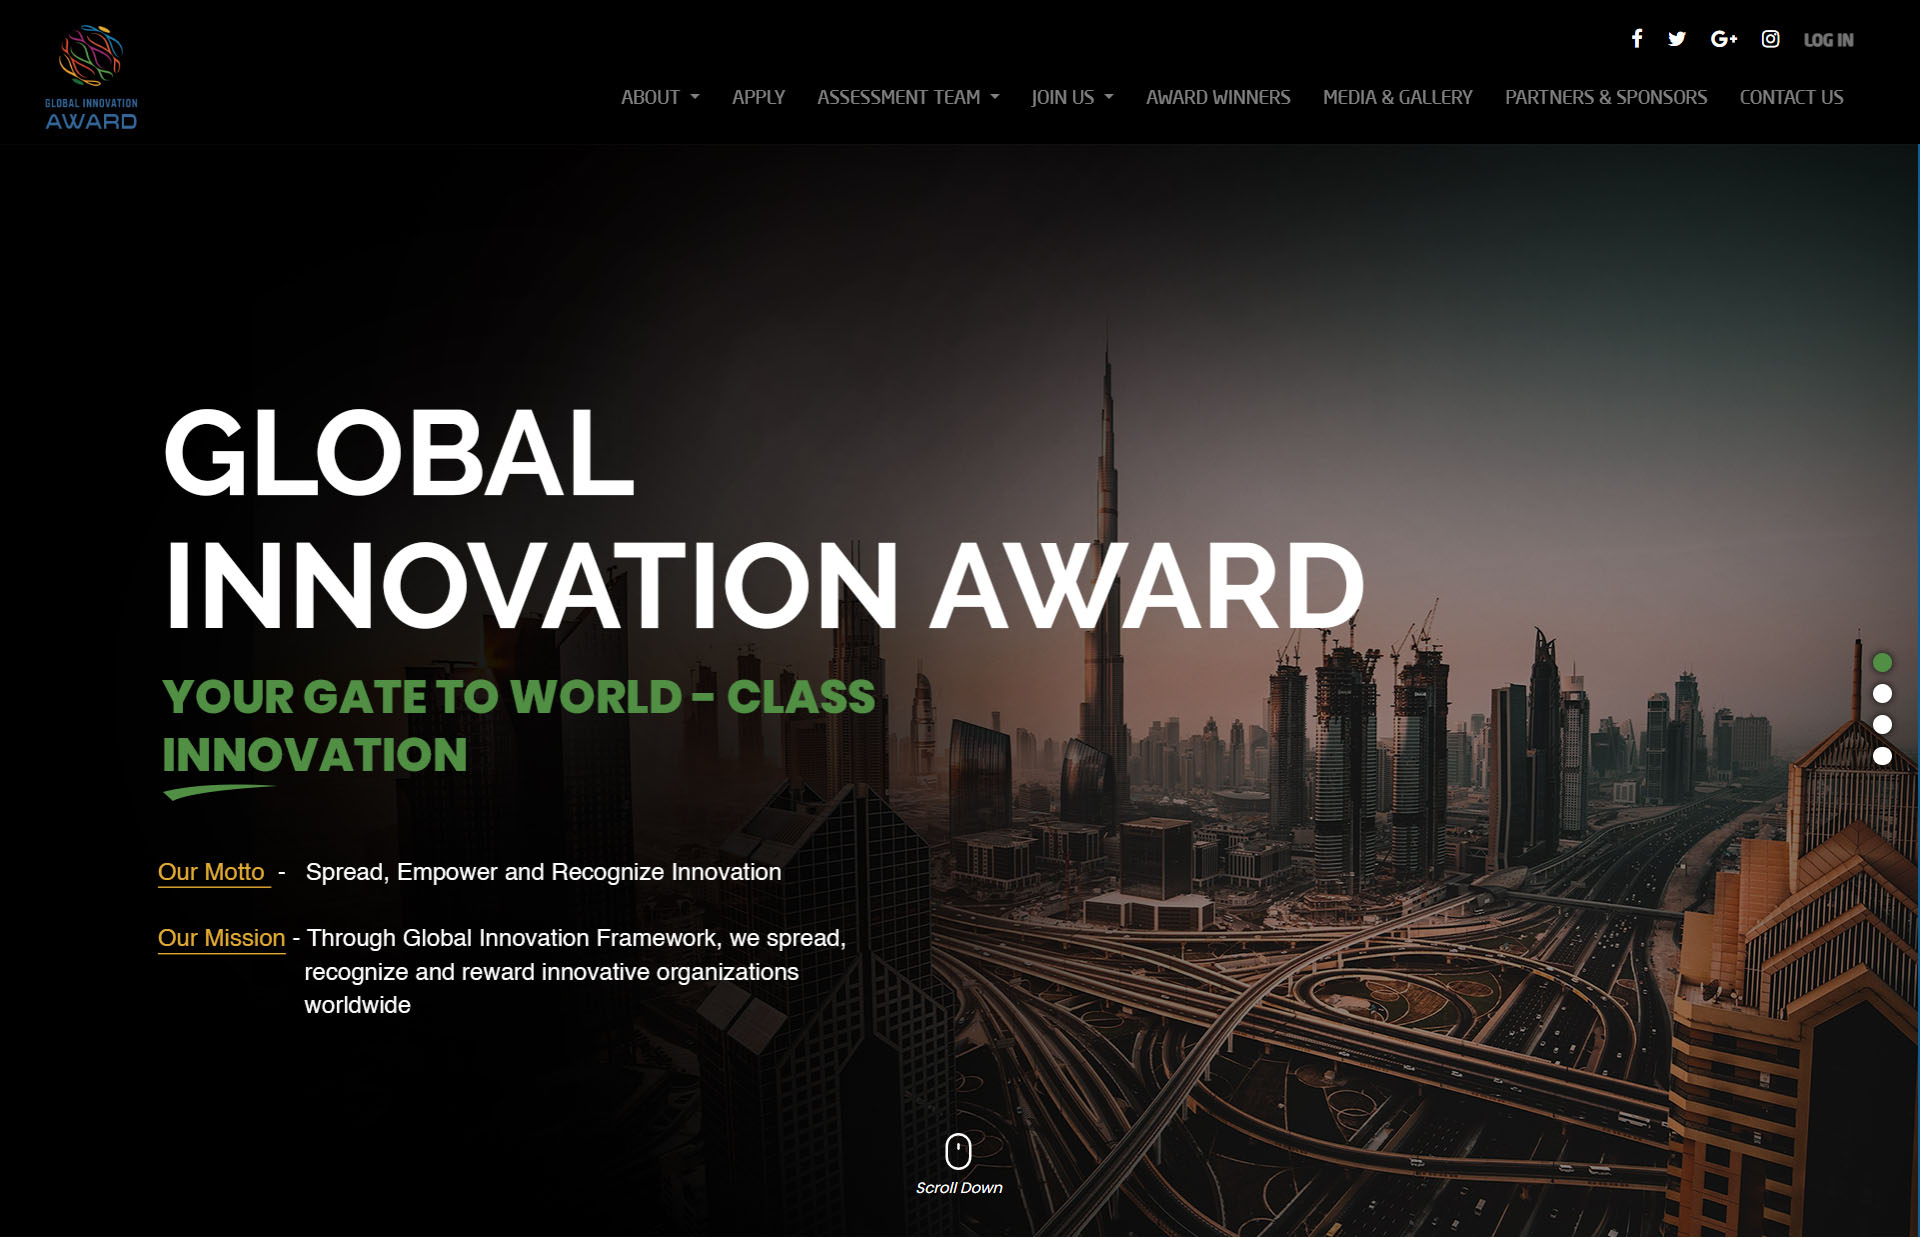 LOG IN
GLOBAL INNOVATION
AWARD
ABOUT APPLY ASSESSMENT TEAM JOIN US AWARD WINNERS MEDIA & GALLERY PARTNERS & SPONSORS CONTACT US
GLOBAL
INNOVATION AWARD
YOUR GATE TO WORLD - CLASS
INNOVATION
Our Motto - Spread, Empower and Recognize Innovation
Our Mission - Through Global Innovation Framework, we spread,
recognize and reward innovative organizations
worldwide
Scroll Down